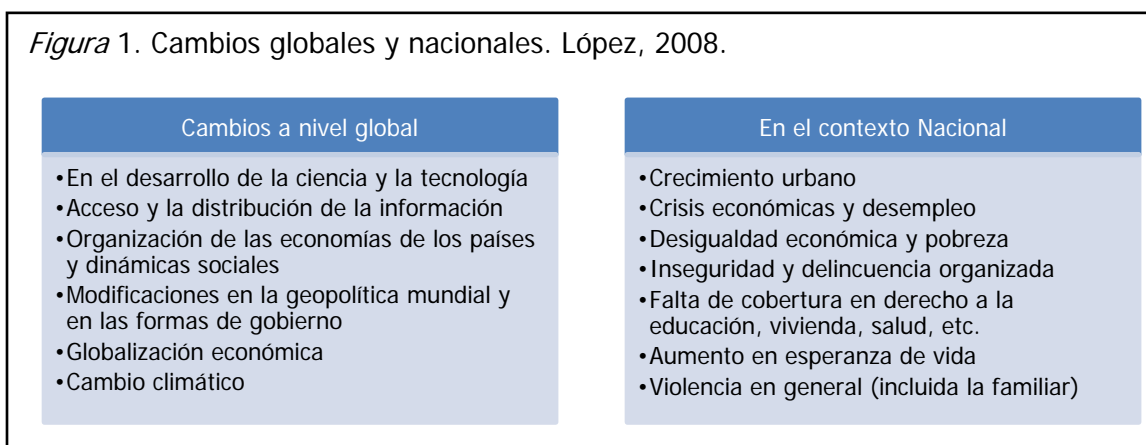 Figura 1. Cambios globales y nacionales. López, 2008.
Cambios a nivel global
•En el desarrollo de la ciencia y la tecnología
•Acceso y la distribución de la información
•Organización de las economías de los países
y dinámicas sociales
•Modificaciones en la geopolítica mundial y
en las formas de gobierno
•Globalización económica
•Cambio climático
En el contexto Nacional
•Crecimiento urbano
•Crisis económicas y desempleo
•Desigualdad económica y pobreza
•Inseguridad y delincuencia organizada
•Falta de cobertura en derecho a la
educación, vivienda, salud, etc.
•Aumento en esperanza de vida
•Violencia en general (incluida la familiar)